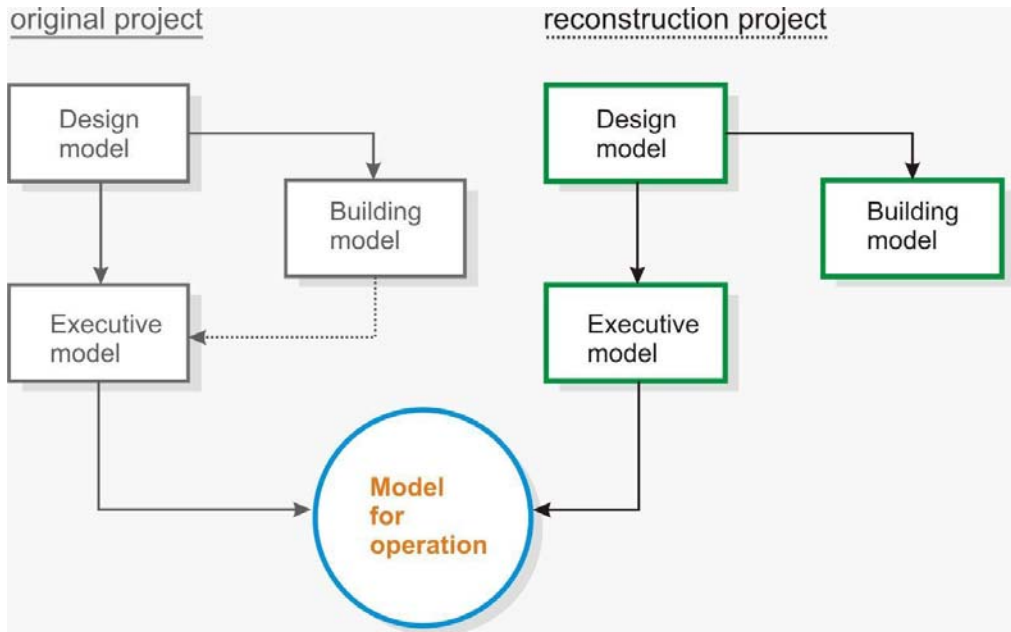 original project
reconstruction project
Design
model
Building
model
Executive
model
Design
model
Building
model
Executive
model
Model
for
operation